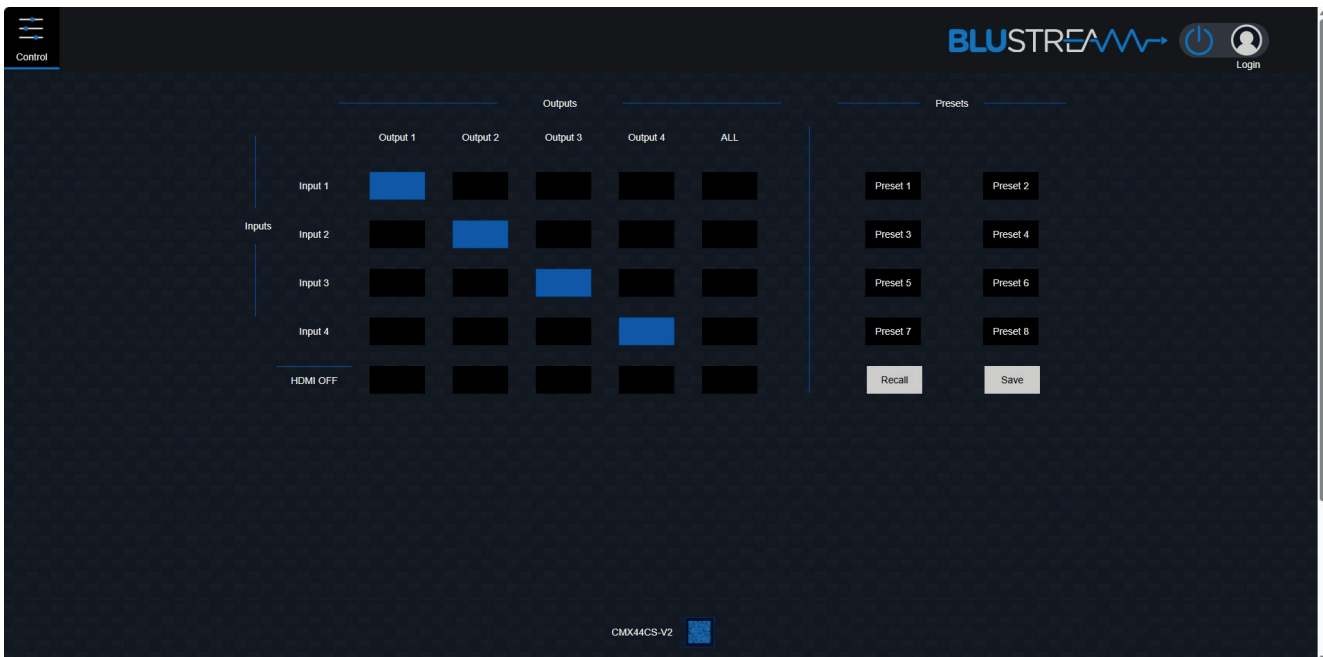 Control
BLUSTREAM
Login
Outputs
Presets
Output 1 Output 2 Output 3 Output 4 ALL
Input 1
Preset 1 Preset 2
Inputs
Input 2
Preset 3 Preset 4
Input 3
Preset 5 Preset 6
Input 4
Preset 7 Preset 8
HDMI OFF
Recall Save
CMX44CS-V2